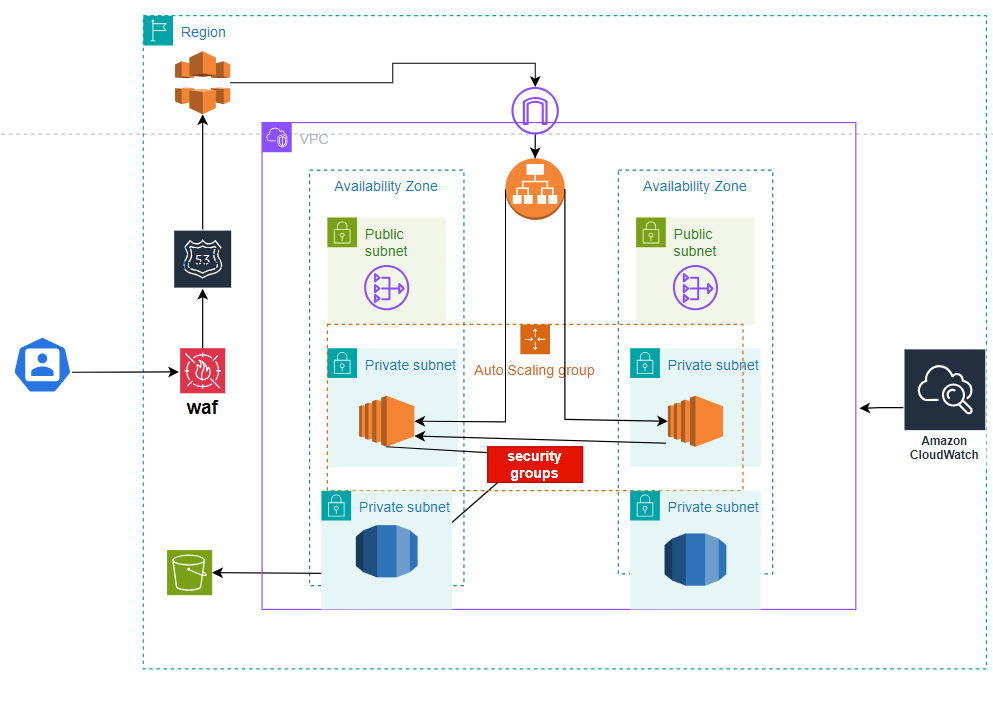 Region
VPC
Availability Zone
Availability Zone
Public
subnet
Public
subnet
53
Private subnet
Auto Scaling group
Private subnet
waf
Amazon
CloudWatch
security
groups
Private subnet
Private subnet